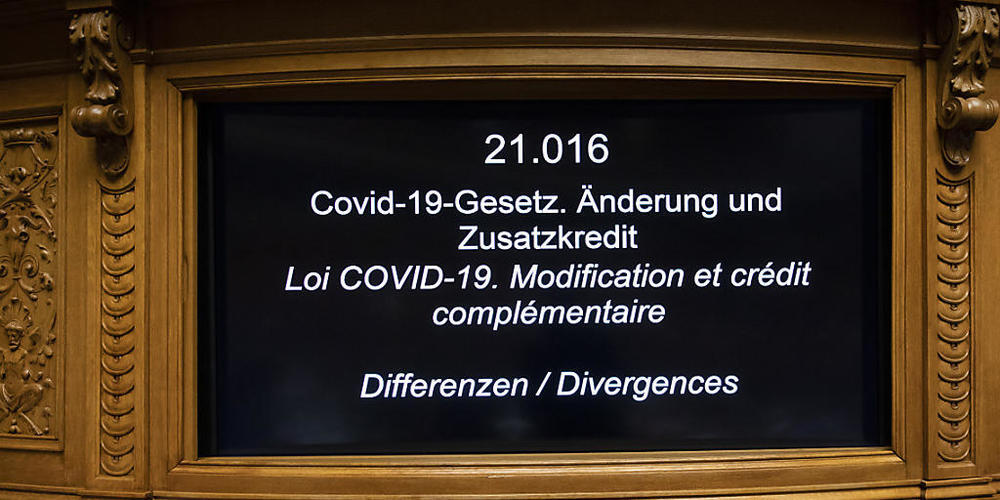 21.016
Covid-19-Gesetz. Änderung und
Zusatzkredit
Loi COVID-19. Modification et crédit
complémentaire
Differenzen / Divergences